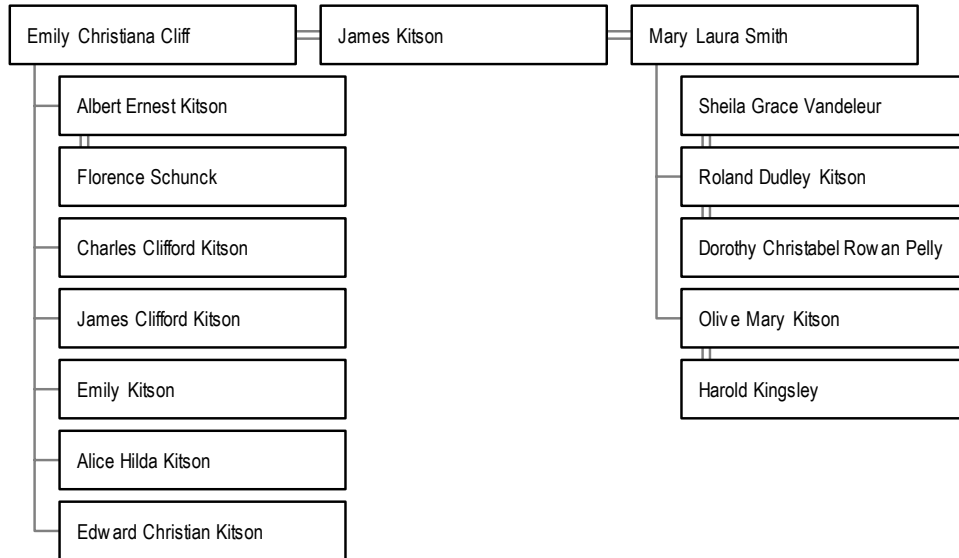 Emily Christiana Cliff
James Kitson
Mary Laura Smith
Albert Ernest Kitson
Florence Schunck
Charles Clifford Kitson
James Clifford Kitson
Emily Kitson
Alice Hilda Kitson
Edward Christian Kitson
Sheila Grace Vandeleur
Roland Dudley Kitson
Dorothy Christabel Rowan Pelly
Olive Mary Kitson
Harold Kingsley